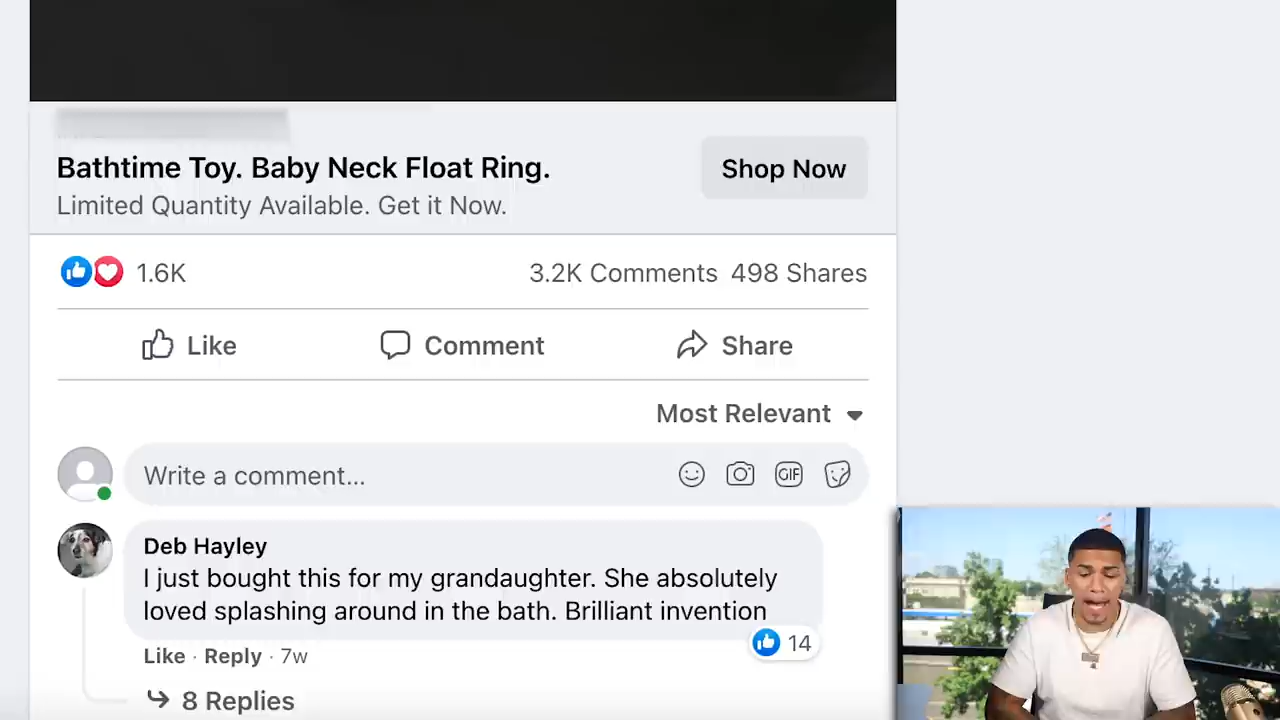 Bathtime Toy. Baby Neck Float Ring.
Shop Now
Limited Quantity Available. Get it Now.
1.6K
3.2K Comments 498 Shares
Like
Comment
Share
Most Relevant
Write a comment...
GIF
Deb Hayley
I just bought this for my grandaughter. She absolutely
loved splashing around in the bath. Brilliant invention
14
Like · Reply · 7w
8 Replies